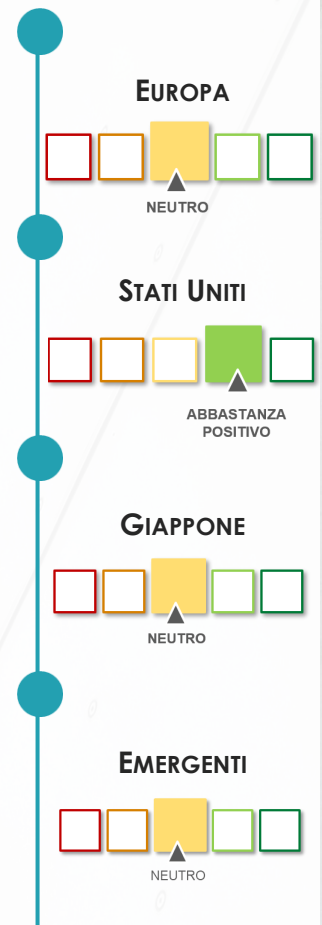 EUROPA
NEUTRO
STATI UNITI
ABBASTANZA
POSITIVO
GIAPPONE
NEUTRO
EMERGENTI
NEUTRO